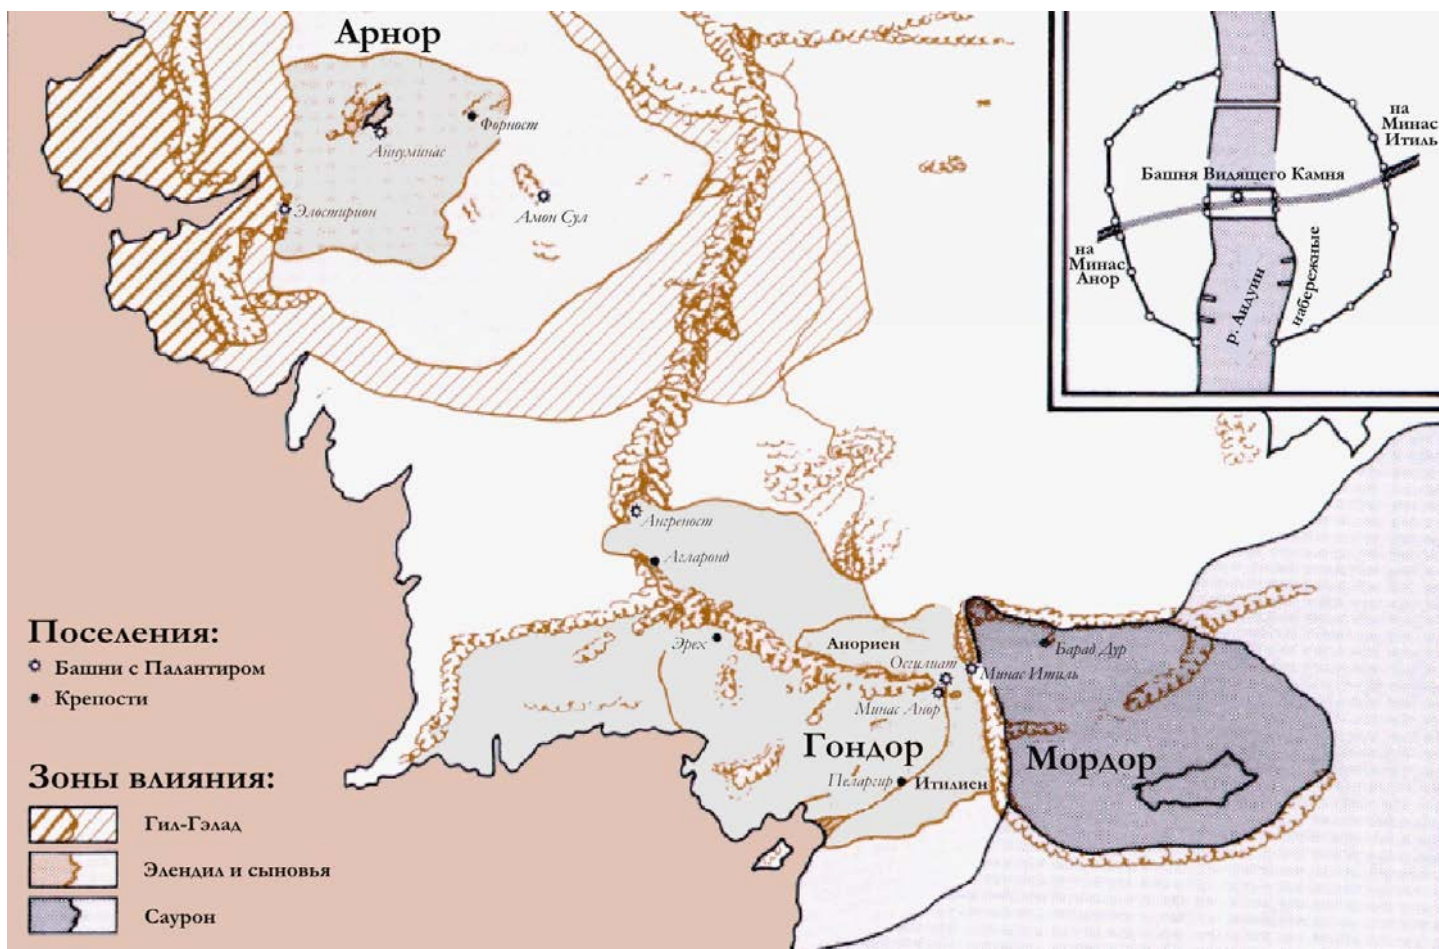 Арнор
Форност
Аннуминас
Элостирион
Амон Сул
на
Минас
Итиль
Башня Видящего Камня
на
Минас
Анор
р. Андуин
набережные
Ангреност
Агларонд
Эрех
Анориен
Осгилиат
Минас Итиль
Минас Анор
Барад Дур
Гондор
Мордор
Пеларгир
Итилиен
Поселения:
Башни с Палантиром
Крепости
Зоны влияния:
Гил-Гэлад
Элендил и сыновья
Саурон